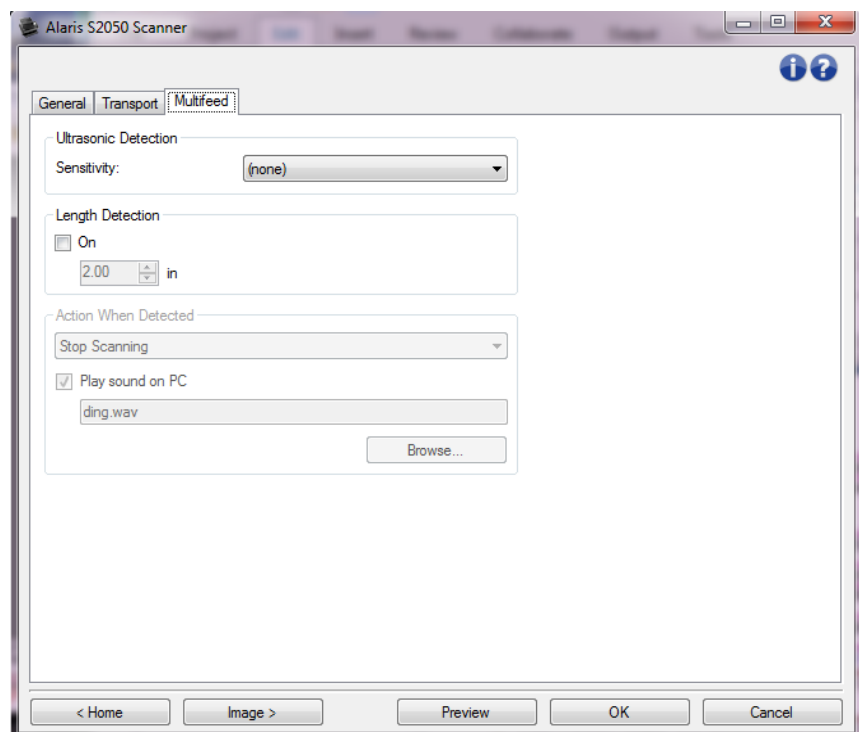 Alaris S2050 Scanner
General Transport Multifeed
Ultrasonic Detection
Sensitivity: (none)
Length Detection
On
2.00 in
Action When Detected
Stop Scanning
Play sound on PC
ding.wav
Browse...
< Home Image > Preview OK Cancel